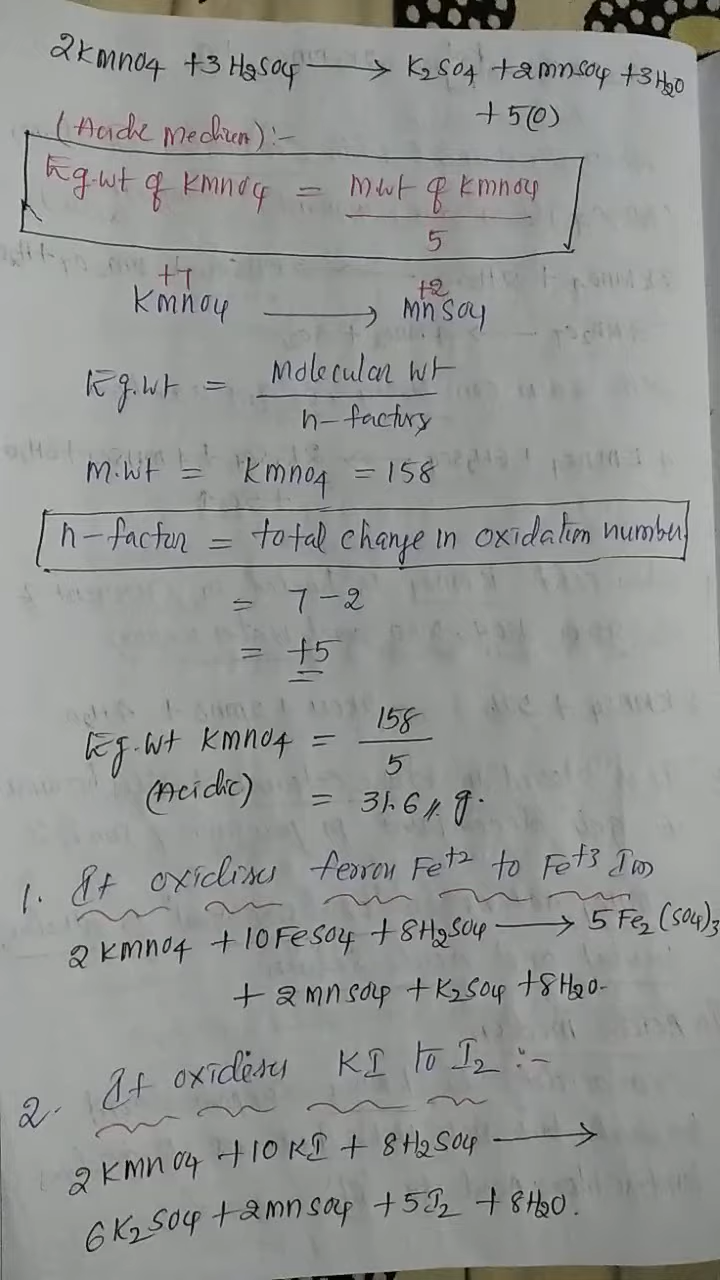 2KMnO4 + 3H2SO4 ⟶ K2SO4 + 2MnSO4 + 3H2O
+ 5(O)
(Acidic Medium):-
Eq.wt of KMnO4 = M.wt of KMnO4 / 5
+7 +2
KMnO4 ⟶ MnSO4
Eq.wt = Molecular wt / n-factors
M.wt = KMnO4 = 158
n-factor = total change in oxidation number
= 7-2
= +5
Eq.wt KMnO4 = 158 / 5
(Acidic) = 31.6 g.
1. It oxidises ferrou Fe+2 to Fe+3 Ion
2KMnO4 + 10FeSO4 + 8H2SO4 ⟶ 5Fe2(SO4)3
+ 2MnSO4 + K2SO4 + 8H2O.
2. It oxidises KI to I2 :-
2KMnO4 + 10KI + 8H2SO4 ⟶
6K2SO4 + 2MnSO4 + 5I2 + 8H2O.